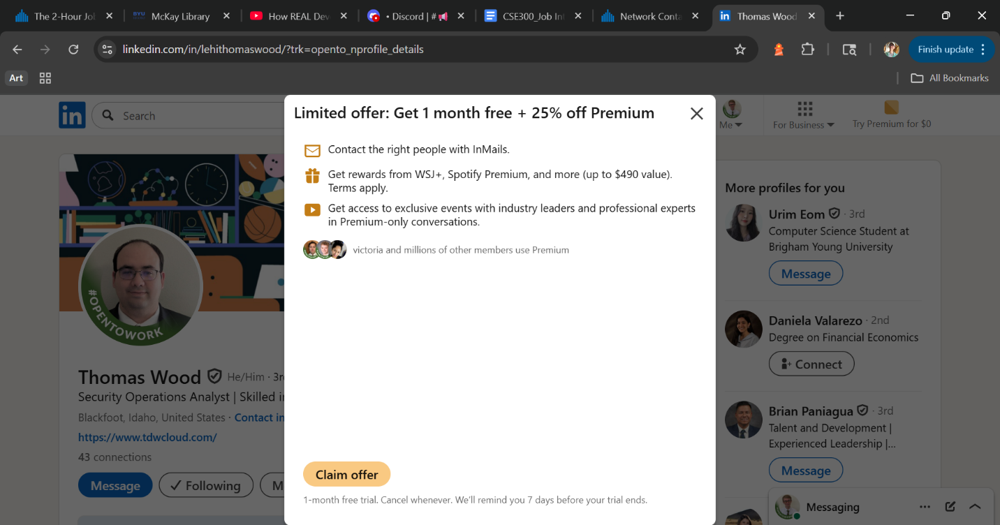 The 2-Hour Jo
BYU McKay Library
How REAL Dev
• Discord | #
CSE300_Job In
Network Conta
in Thomas Wood
linkedin.com/in/lehithomaswood/?trk=opento_nprofile_details
Finish update
Art
All Bookmarks
in
Search
Me
For Business
Try Premium for $0
Limited offer: Get 1 month free + 25% off Premium
Contact the right people with InMails.
Get rewards from WSJ+, Spotify Premium, and more (up to $490 value).
Terms apply.
Get access to exclusive events with industry leaders and professional experts
in Premium-only conversations.
victoria and millions of other members use Premium
Claim offer
1-month free trial. Cancel whenever. We'll remind you 7 days before your trial ends.
#OPENTOWORK
Thomas Wood He/Him · 3r
Security Operations Analyst | Skilled i
Blackfoot, Idaho, United States · Contact in
https://www.tdwcloud.com/
43 connections
Message
Following
M
More profiles for you
Urim Eom · 3rd
Computer Science Student at
Brigham Young University
Message
Daniela Valarezo · 2nd
Degree on Financial Economics
Connect
Brian Paniagua · 3rd
Talent and Development |
Experienced Leadership |...
Message
Messaging